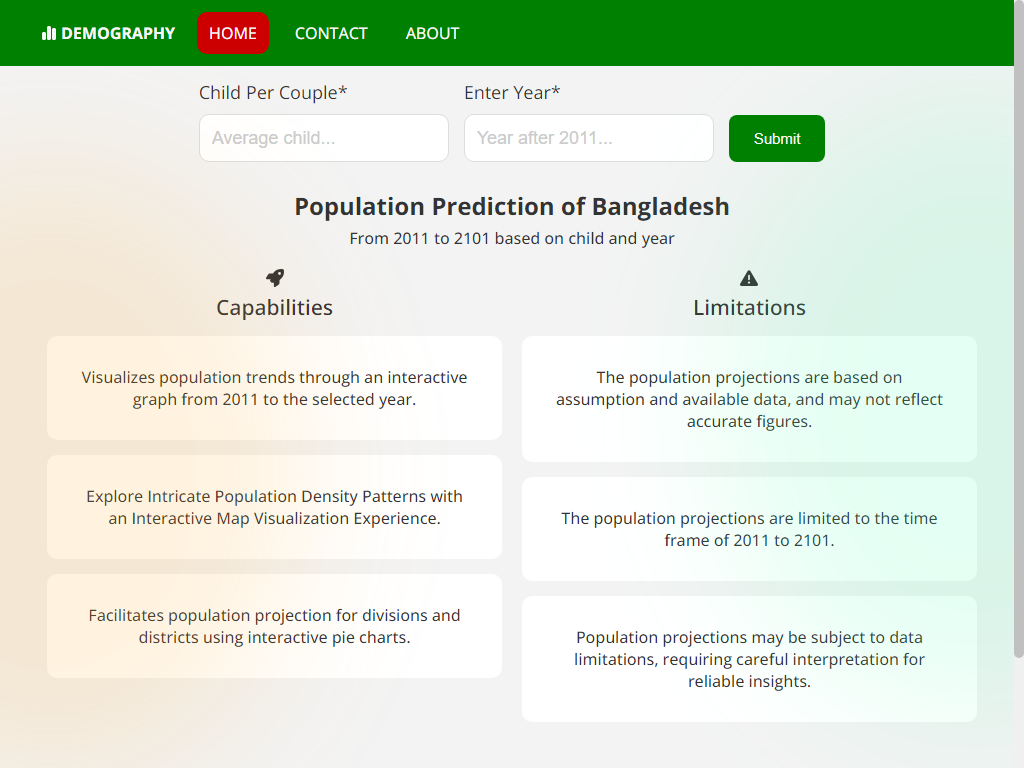 DEMOGRAPHY HOME CONTACT ABOUT
Child Per Couple* Enter Year*
Average child... Year after 2011... Submit
Population Prediction of Bangladesh
From 2011 to 2101 based on child and year
Capabilities
Visualizes population trends through an interactive
graph from 2011 to the selected year.
Explore Intricate Population Density Patterns with
an Interactive Map Visualization Experience.
Facilitates population projection for divisions and
districts using interactive pie charts.
Limitations
The population projections are based on
assumption and available data, and may not reflect
accurate figures.
The population projections are limited to the time
frame of 2011 to 2101.
Population projections may be subject to data
limitations, requiring careful interpretation for
reliable insights.